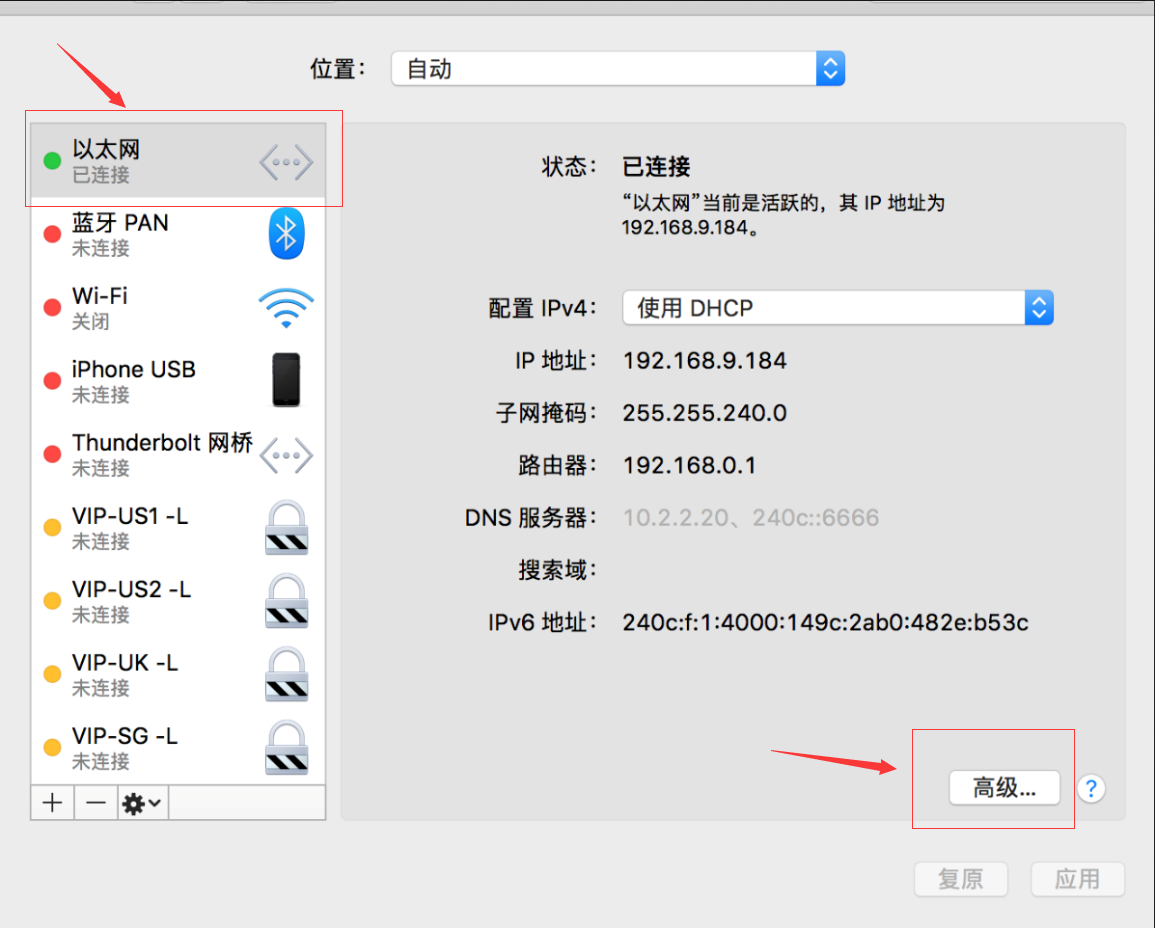 位置： 自动
以太网
已连接
蓝牙 PAN
未连接
Wi-Fi
关闭
iPhone USB
未连接
Thunderbolt 网桥
未连接
VIP-US1 -L
未连接
VIP-US2 -L
未连接
VIP-UK -L
未连接
VIP-SG -L
未连接
状态： 已连接
“以太网”当前是活跃的，其 IP 地址为
192.168.9.184。
配置 IPv4： 使用 DHCP
IP 地址： 192.168.9.184
子网掩码： 255.255.240.0
路由器： 192.168.0.1
DNS 服务器： 10.2.2.20、240c::6666
搜索域：
IPv6 地址： 240c:f:1:4000:149c:2ab0:482e:b53c
高级... ?
复原 应用